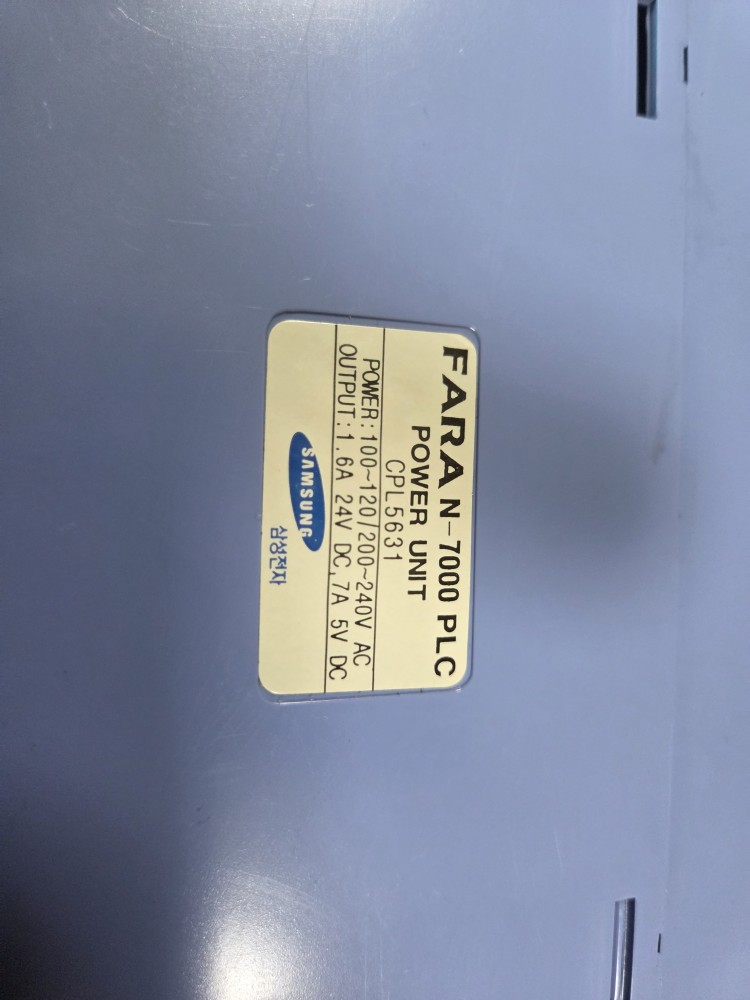 FARA N-7000 PLC
POWER UNIT
CPL5631
POWER:100~120/200~240V AC
OUTPUT:1.6A 24V DC,7A 5V DC
SAMSUNG 삼성전자